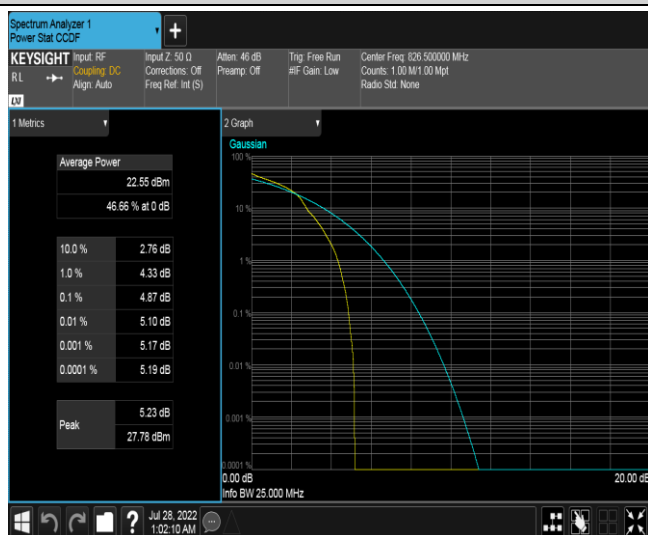 Spectrum Analyzer 1
Power Stat CCDF
KEYSIGHT
RL
LXI
Input: RF
Coupling: DC
Align: Auto
Input Z: 50 Ω
Corrections: Off
Freq Ref: Int (S)
Atten: 46 dB
Preamp: Off
Trig: Free Run
#IF Gain: Low
Center Freq: 826.500000 MHz
Counts: 1.00 M/1.00 Mpt
Radio Std: None
1 Metrics
Average Power
22.55 dBm
46.66 % at 0 dB
10.0 % 2.76 dB
1.0 % 4.33 dB
0.1 % 4.87 dB
0.01 % 5.10 dB
0.001 % 5.17 dB
0.0001 % 5.19 dB
Peak 5.23 dB
27.78 dBm
2 Graph
Gaussian
100 %
10 %
1 %
0.1 %
0.01 %
0.001 %
0.0001 %
0.00 dB 20.00 dB
Info BW 25.000 MHz
Jul 28, 2022
1:02:10 AM